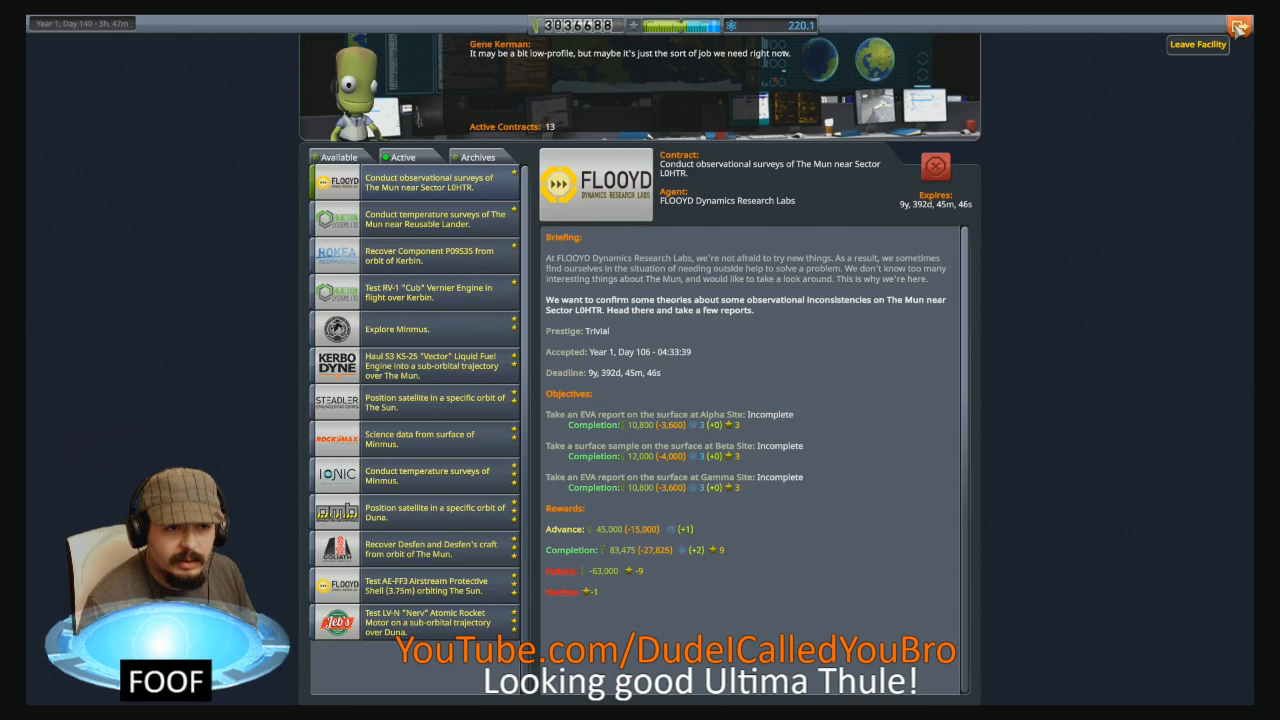 Year 1, Day 140 - 3h, 47m
3036688
220.1
Leave Facility
Gene Kerman:
It may be a bit low-profile, but maybe it's just the sort of job we need right now.
Active Contracts: 13
Available
Active
Archives
FLOOYD
Conduct observational surveys of
The Mun near Sector L0HTR.
Conduct temperature surveys of The
Mun near Reusable Lander.
ROKEA
INCORPORATED
Recover Component P09S35 from
orbit of Kerbin.
Test RV-1 "Cub" Vernier Engine in
flight over Kerbin.
Explore Minmus.
KERBO
DYNE
Haul S3 KS-25 "Vector" Liquid Fuel
Engine into a sub-orbital trajectory
over The Mun.
STEADLER
ENGINEERING CORPS
Position satellite in a specific orbit of
The Sun.
ROCKOMAX
Science data from surface of
Minmus.
IONIC
Conduct temperature surveys of
Minmus.
Position satellite in a specific orbit of
Duna.
GOLIATH
Recover Desfen and Desfen's craft
from orbit of The Mun.
FLOOYD
Test AE-FF3 Airstream Protective
Shell (3.75m) orbiting The Sun.
Jeb's
Test LV-N "Nerv" Atomic Rocket
Motor on a sub-orbital trajectory
over Duna.
FLOOYD
DYNAMICS RESEARCH LABS
Contract:
Conduct observational surveys of The Mun near Sector
L0HTR.
Agent:
FLOOYD Dynamics Research Labs
Expires:
9y, 392d, 45m, 46s
Briefing:
At FLOOYD Dynamics Research Labs, we're not afraid to try new things. As a result, we sometimes
find ourselves in the situation of needing outside help to solve a problem. We don't know too many
interesting things about The Mun, and would like to take a look around. This is why we're here.
We want to confirm some theories about some observational inconsistencies on The Mun near
Sector L0HTR. Head there and take a few reports.
Prestige: Trivial
Accepted: Year 1, Day 106 - 04:33:39
Deadline: 9y, 392d, 45m, 46s
Objectives:
Take an EVA report on the surface at Alpha Site: Incomplete
Completion: 10,800 (-3,600) 3 (+0) 3
Take a surface sample on the surface at Beta Site: Incomplete
Completion: 12,000 (-4,000) 3 (+0) 3
Take an EVA report on the surface at Gamma Site: Incomplete
Completion: 10,800 (-3,600) 3 (+0) 3
Rewards:
Advance: 45,000 (-15,000) (+1)
Completion: 83,475 (-27,825) (+2) 9
Failure: -63,000 -9
-1
YouTube.com/DudeICalledYouBro
Looking good Ultima Thule!
FOOF